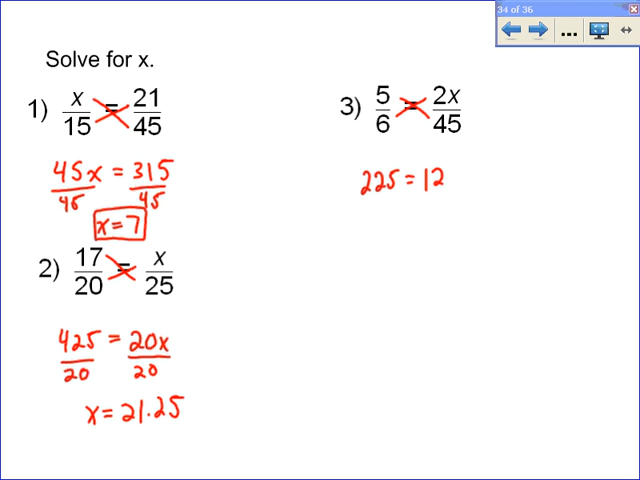 34 of 36
Solve for x.
1) x/15 = 21/45
45x = 315
45 45
x = 7
2) 17/20 = x/25
425 = 20x
20 20
x = 21.25
3) 5/6 = 2x/45
225 = 12